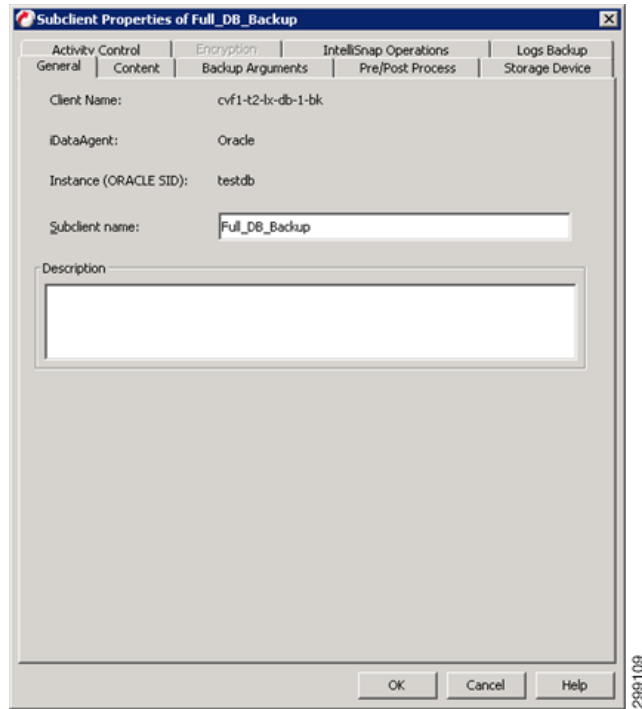 Subclient Properties of Full_DB_Backup
Activity Control Encryption IntelliSnap Operations Logs Backup
General Content Backup Arguments Pre/Post Process Storage Device
Client Name: cvf1-t2-lx-db-1-bk
iDataAgent: Oracle
Instance (ORACLE SID): testdb
Subclient name: Full_DB_Backup
Description
OK Cancel Help
299109